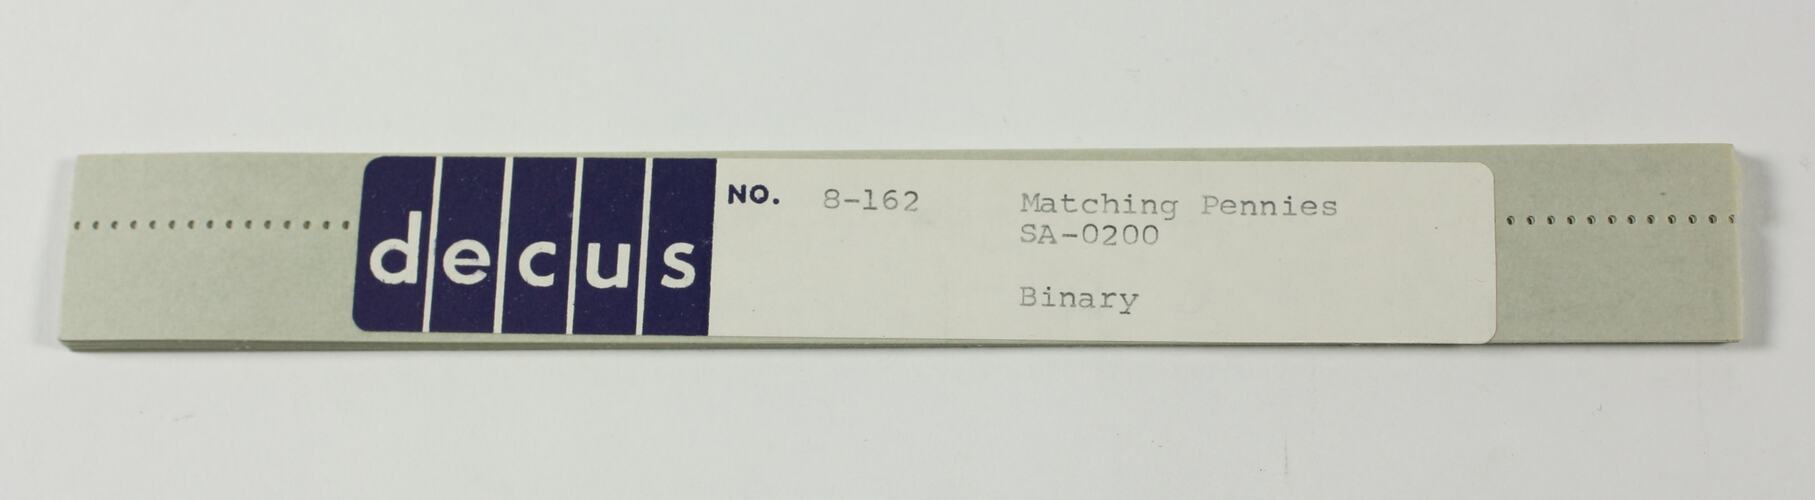 decus
NO. 8-162 Matching Pennies
SA-0200
Binary